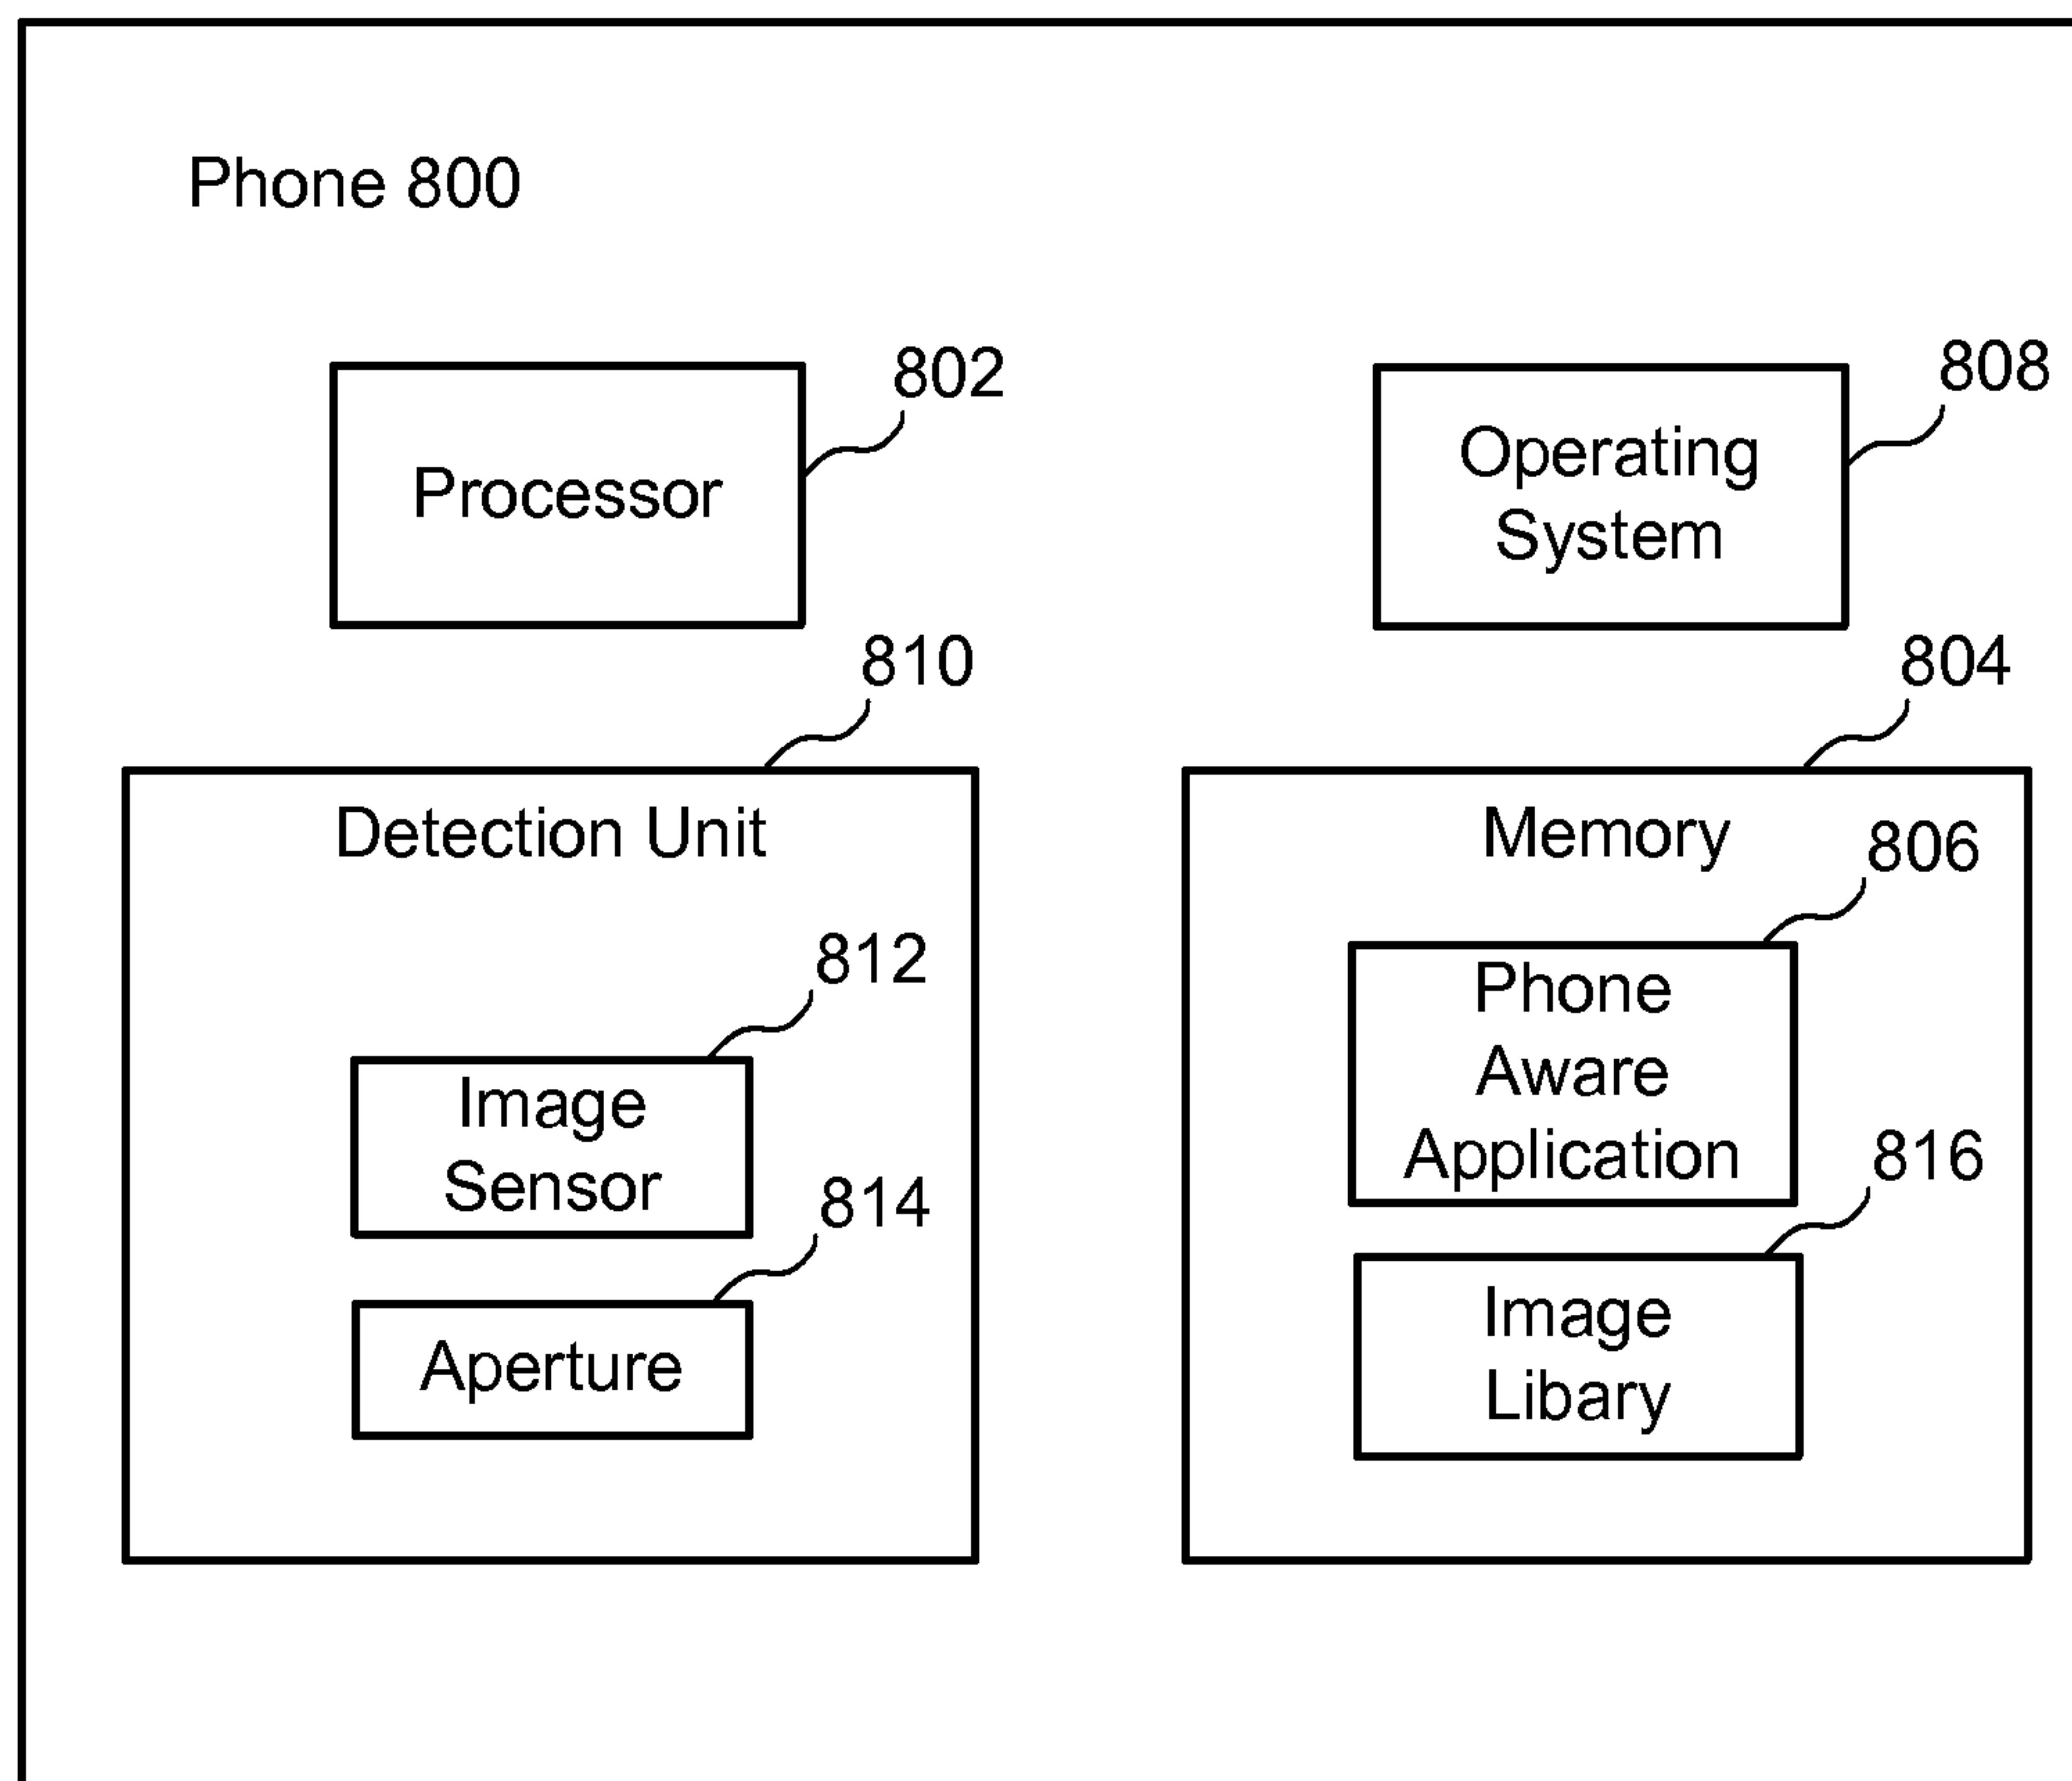 Phone 800
802
Processor
808
Operating
System
810
Detection Unit
812
Image
Sensor
814
Aperture
804
Memory
806
Phone
Aware
Application
816
Image
Libary